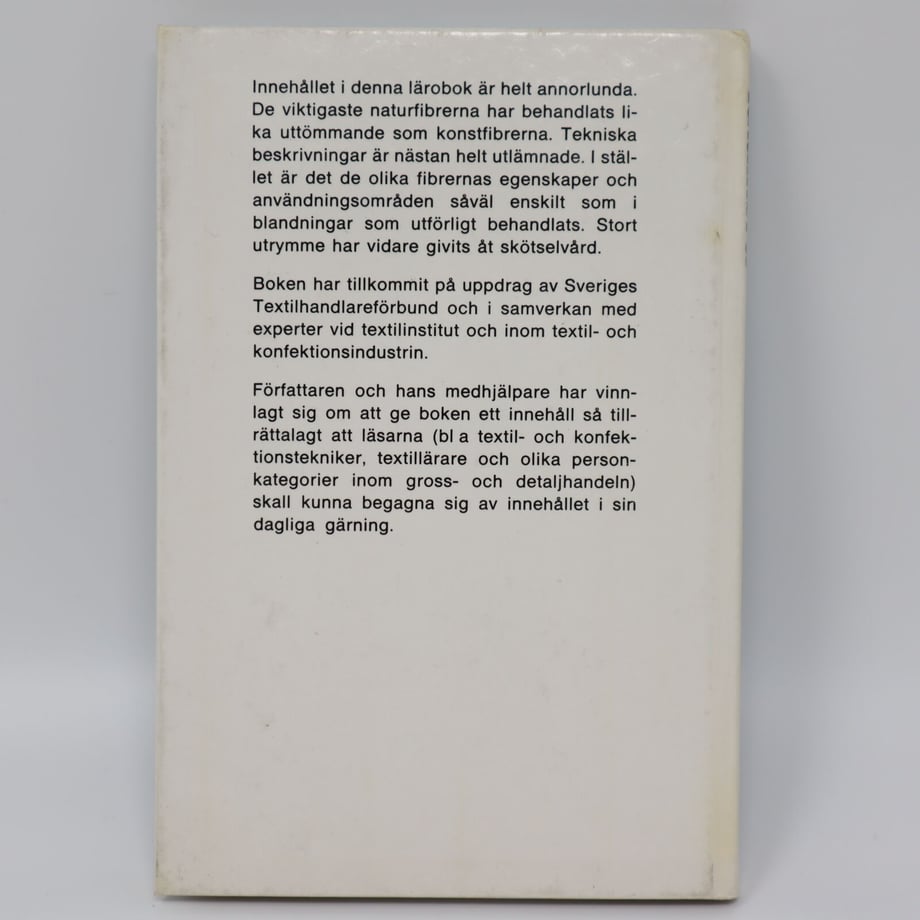 Innehållet i denna lärobok är helt annorlunda.
De viktigaste naturfibrerna har behandlats li-
ka uttömmande som konstfibrerna. Tekniska
beskrivningar är nästan helt utlämnade. I stäl-
let är det de olika fibrernas egenskaper och
användningsområden såväl enskilt som i
blandningar som utförligt behandlats. Stort
utrymme har vidare givits åt skötselvård.
Boken har tillkommit på uppdrag av Sveriges
Textilhandlareförbund och i samverkan med
experter vid textilinstitut och inom textil- och
konfektionsindustrin.
Författaren och hans medhjälpare har vinn-
lagt sig om att ge boken ett innehåll så till-
rättalagt att läsarna (bl a textil- och konfek-
tionstekniker, textillärare och olika person-
kategorier inom gross- och detaljhandeln)
skall kunna begagna sig av innehållet i sin
dagliga gärning.